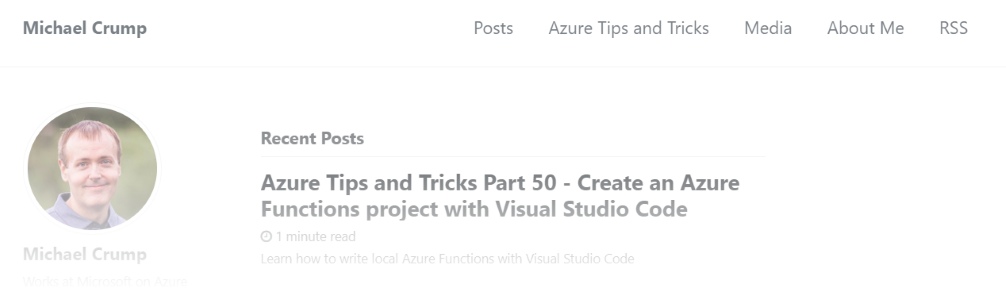 Michael Crump
Posts Azure Tips and Tricks Media About Me RSS
Recent Posts
Azure Tips and Tricks Part 50 - Create an Azure
Functions project with Visual Studio Code
1 minute read
Learn how to write local Azure Functions with Visual Studio Code
Michael Crump
Works at Microsoft on Azure